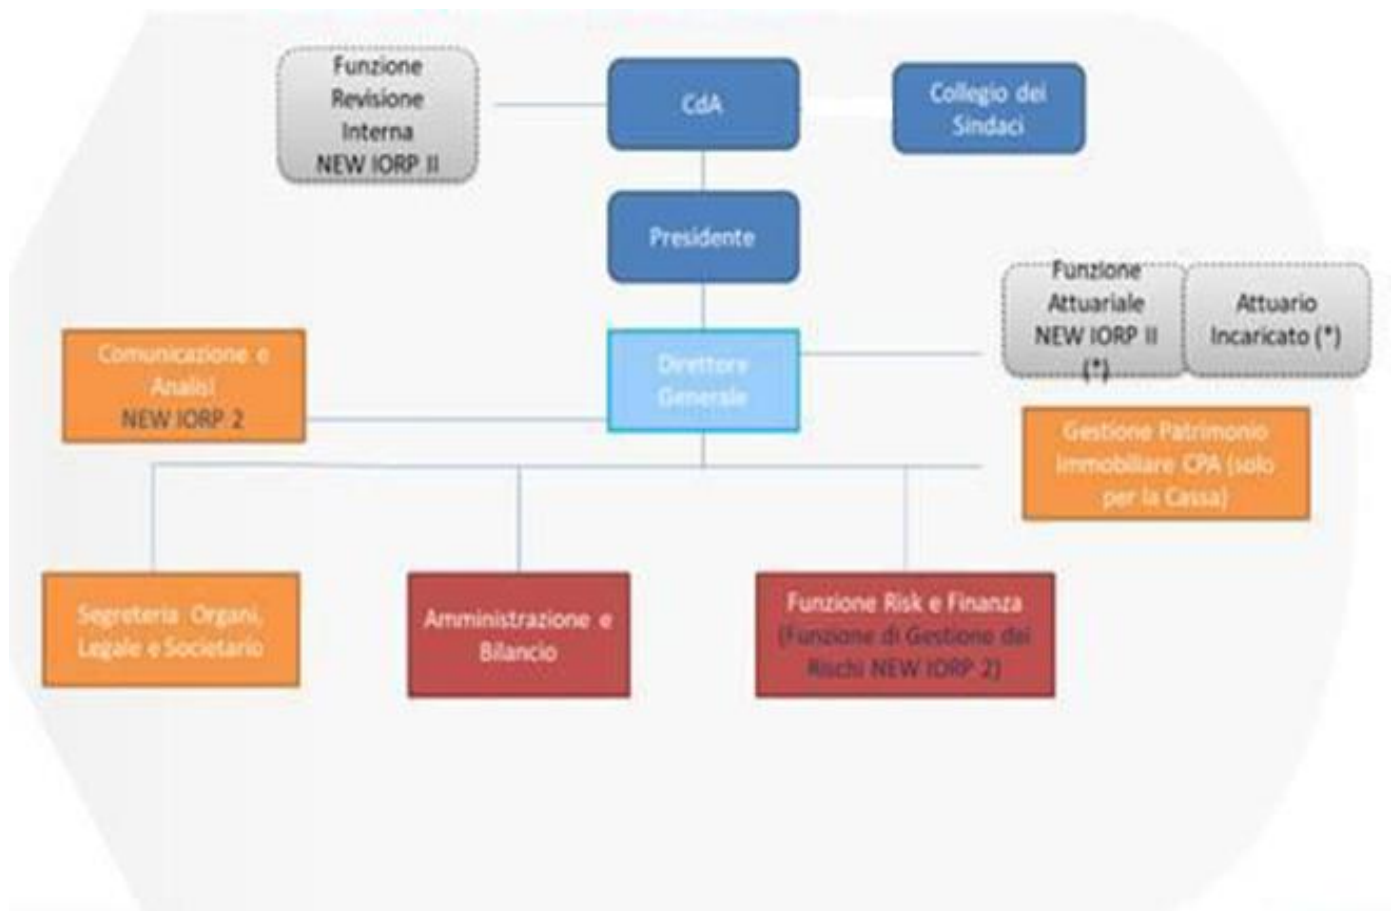 Funzione
Revisione
Interna
NEW IORP II
CdA
Collegio dei
Sindaci
Presidente
Funzione
Attuariale
NEW IORP II
(*)
Attuario
Incaricato (*)
Comunicazione e
Analisi
NEW IORP 2
Direttore
Generale
Gestione Patrimonio
Immobiliare CPA (solo
per la Cassa)
Segreteria Organi,
Legale e Societario
Amministrazione e
Bilancio
Funzione Risk e Finanza
(Funzione di Gestione dei
Rischi NEW IORP 2)